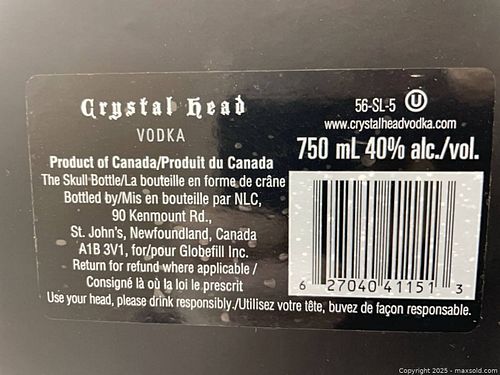 Crystal Head
VODKA
Product of Canada/Produit du Canada
The Skull Bottle/La bouteille en forme de crâne
Bottled by/Mis en bouteille par NLC,
90 Kenmount Rd.,
St. John's, Newfoundland, Canada
A1B 3V1, for/pour Globefill Inc.
Return for refund where applicable /
Consigné là où la loi le prescrit
56-SL-5 U
www.crystalheadvodka.com
750 mL 40% alc./vol.
6 27040 41151 3
Use your head, please drink responsibly./Utilisez votre tête, buvez de façon responsable.
Copyright © 2025 - maxsold.com